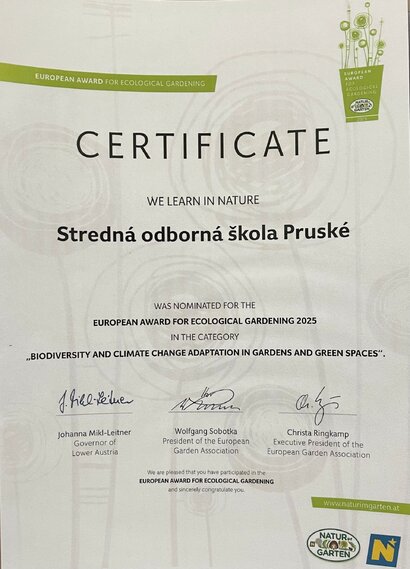 EUROPEAN AWARD FOR ECOLOGICAL GARDENING
EUROPEAN
AWARD
FOR
ECOLOGICAL
GARDENING
NATUR
GARTEN
CERTIFICATE
WE LEARN IN NATURE
Stredná odborná škola Pruské
WAS NOMINATED FOR THE
EUROPEAN AWARD FOR ECOLOGICAL GARDENING 2025
IN THE CATEGORY
„BIODIVERSITY AND CLIMATE CHANGE ADAPTATION IN GARDENS AND GREEN SPACES“.
J. Mikl-Leitner
Johanna Mikl-Leitner
Governor of
Lower Austria
Wolfgang Sobotka
President of the European
Garden Association
Christa Ringkamp
Executive President of the
European Garden Association
We are pleased that you have participated in the
EUROPEAN AWARD FOR ECOLOGICAL GARDENING
and sincerely congratulate you.
www.naturimgarten.at
NATUR
GARTEN
N